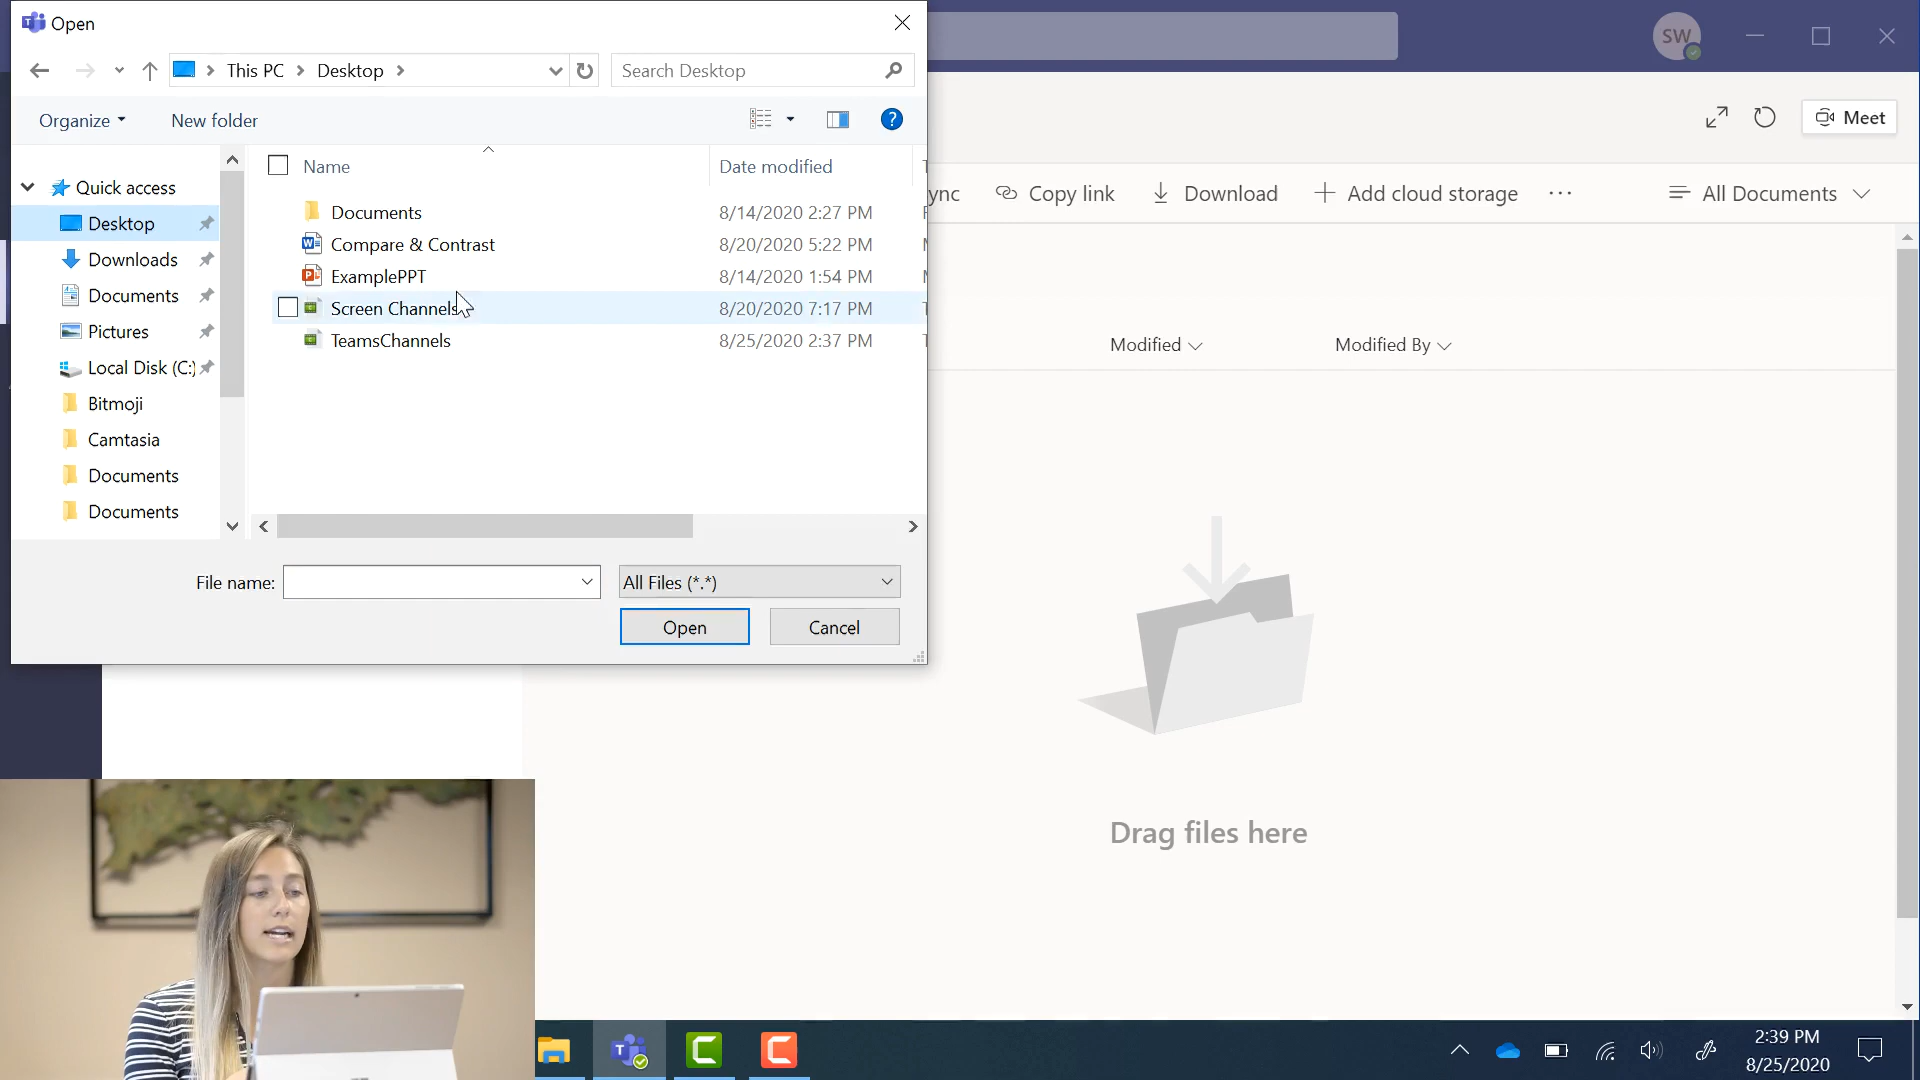 Open
This PC
Desktop
Search Desktop
SW
Organize
New folder
?
Meet
Name
Date modified
Quick access
Desktop
Downloads
Documents
Pictures
Local Disk (C:)
Bitmoji
Camtasia
Documents
Documents
Documents 8/14/2020 2:27 PM
Compare & Contrast 8/20/2020 5:22 PM
ExamplePPT 8/14/2020 1:54 PM
Screen Channels 8/20/2020 7:17 PM
TeamsChannels 8/25/2020 2:37 PM
ync
Copy link
Download
Add cloud storage
...
All Documents
Modified
Modified By
File name:
All Files (*.*)
Open
Cancel
Drag files here
2:39 PM
8/25/2020